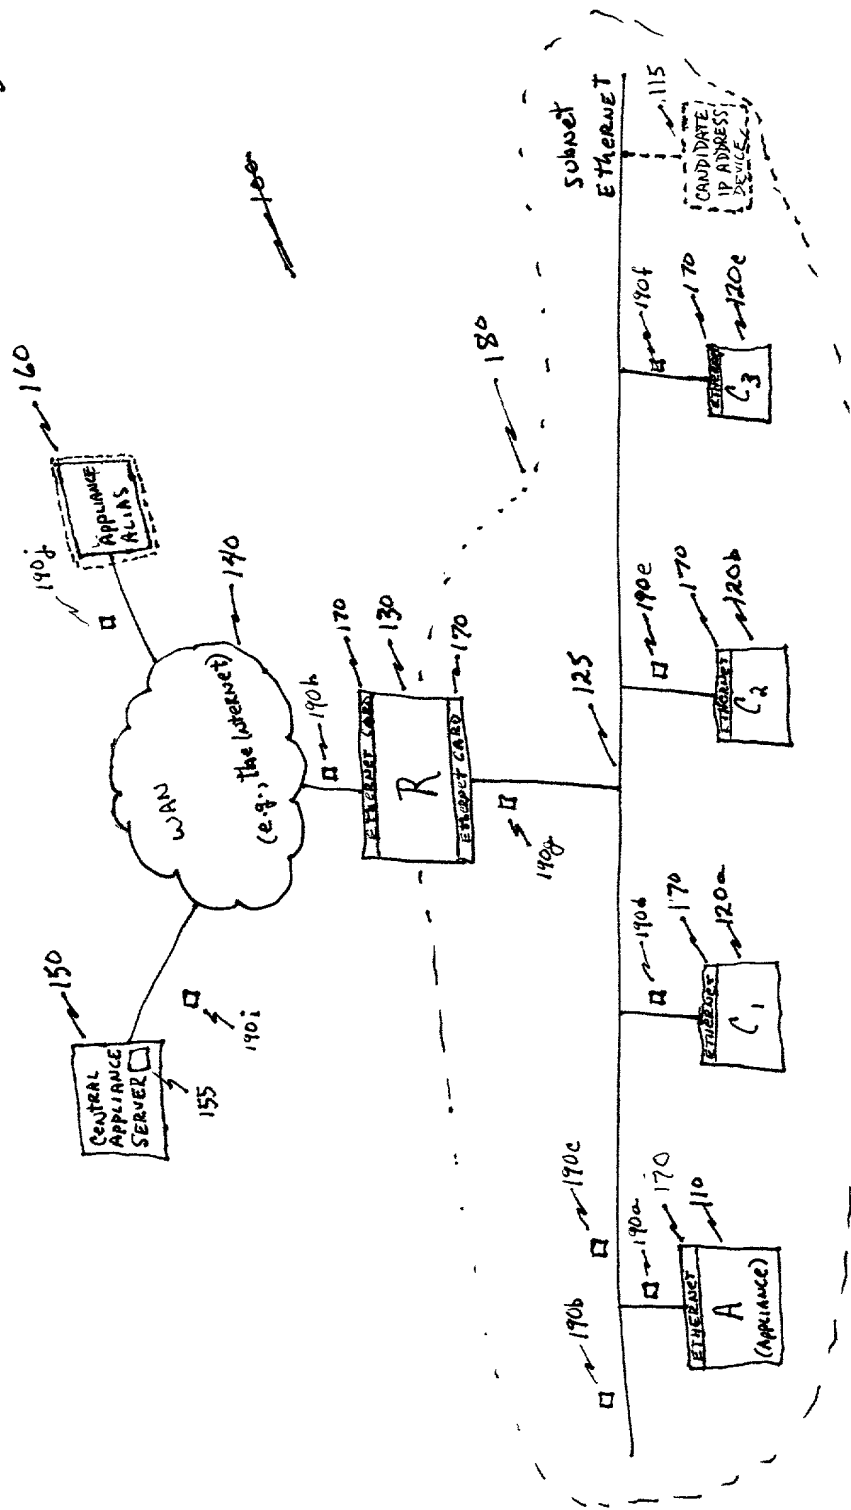 100
160
190j
APPLIANCE
ALIAS
150
CENTRAL
APPLIANCE
SERVER
155
190i
WAN
(e.g., the Internet)
140
190h
170
ETHERNET CARD
130
R
ETHERNET CARD
170
180
190g
125
SUBNET
ETHERNET
115
CANDIDATE
IP ADDRESS
DEVICE
190b
190c
190a
170
110
ETHERNET
A
(APPLIANCE)
190d
170
120a
ETHERNET
C1
190e
170
120b
ETHERNET
C2
190f
170
120c
ETHERNET
C3